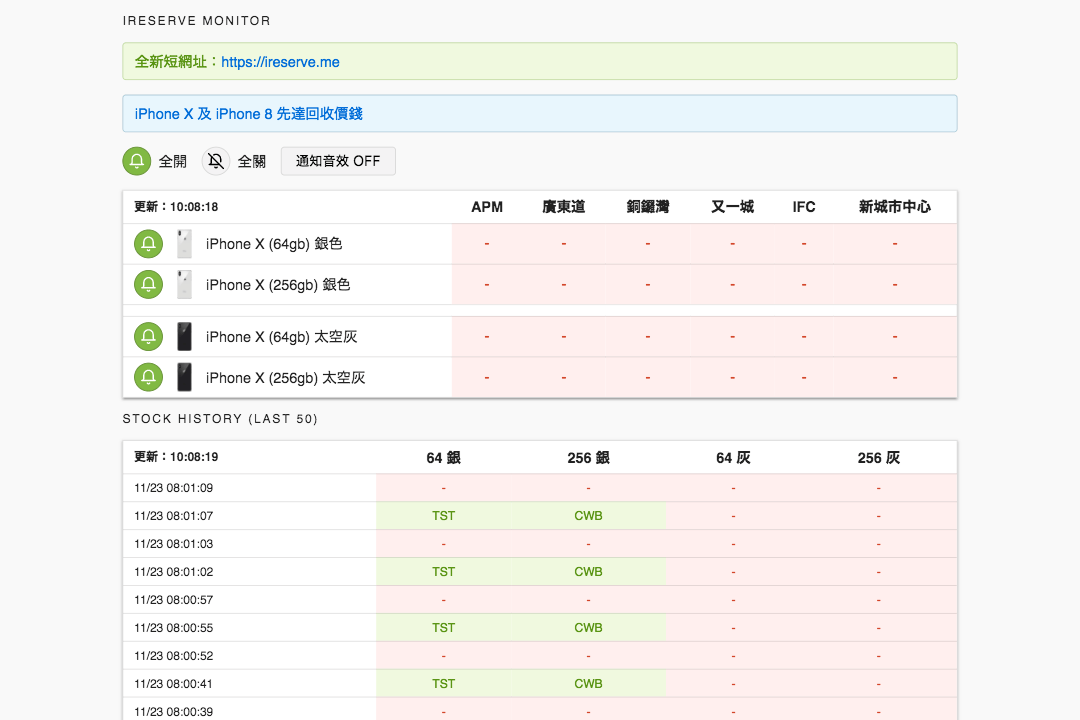 IRESERVE MONITOR
全新短網址：https://ireserve.me
iPhone X 及 iPhone 8 先達回收價錢
全開 全關 通知音效 OFF
更新：10:08:18 APM 廣東道 銅鑼灣 又一城 IFC 新城市中心
iPhone X (64gb) 銀色 - - - - - -
iPhone X (256gb) 銀色 - - - - - -
iPhone X (64gb) 太空灰 - - - - - -
iPhone X (256gb) 太空灰 - - - - - -
STOCK HISTORY (LAST 50)
更新：10:08:19 64 銀 256 銀 64 灰 256 灰
11/23 08:01:09 - - - -
11/23 08:01:07 TST CWB - -
11/23 08:01:03 - - - -
11/23 08:01:02 TST CWB - -
11/23 08:00:57 - - - -
11/23 08:00:55 TST CWB - -
11/23 08:00:52 - - - -
11/23 08:00:41 TST CWB - -
11/23 08:00:39 - - - -